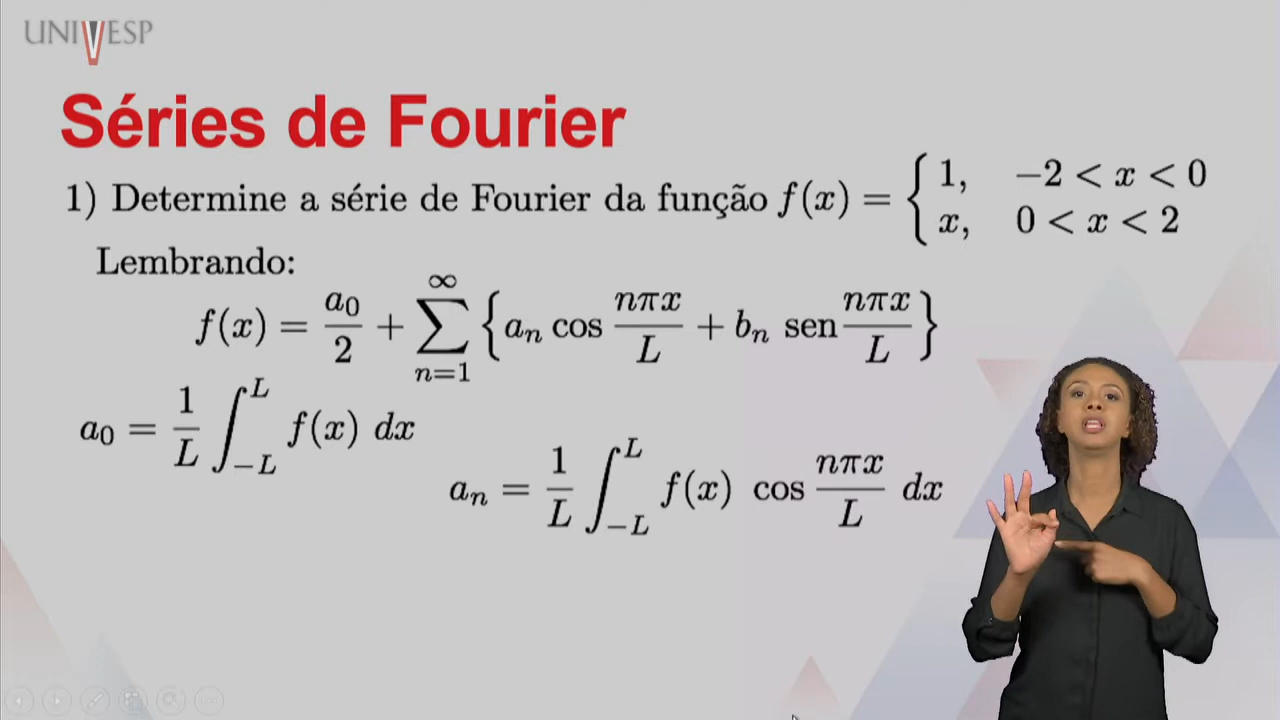 UNIVESP
Séries de Fourier
1) Determine a série de Fourier da função f(x) = { 1, −2 < x < 0
x, 0 < x < 2
Lembrando:
f(x) = a₀/2 + ∑_{n=1}^{∞} { aₙ cos nπx/L + bₙ sen nπx/L }
a₀ = 1/L ∫_{−L}^{L} f(x) dx
aₙ = 1/L ∫_{−L}^{L} f(x) cos nπx/L dx